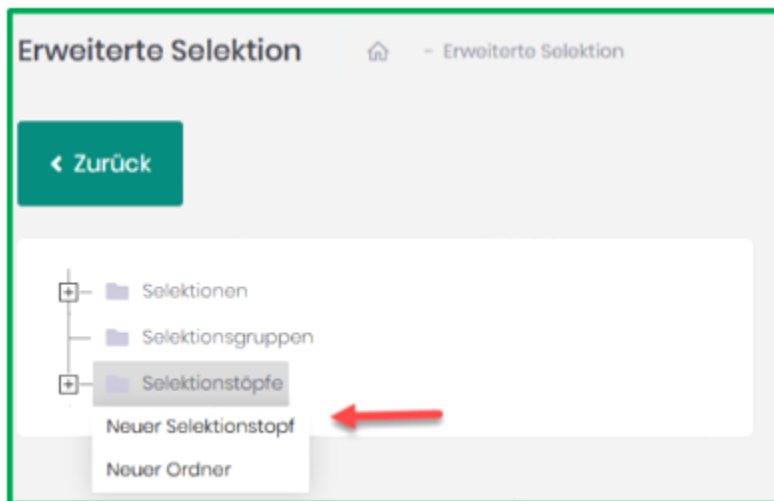 Erweiterte Selektion - Erweiterte Selektion
Zurück
Selektionen
Selektionsgruppen
Selektionstöpfe
Neuer Selektionstopf
Neuer Ordner